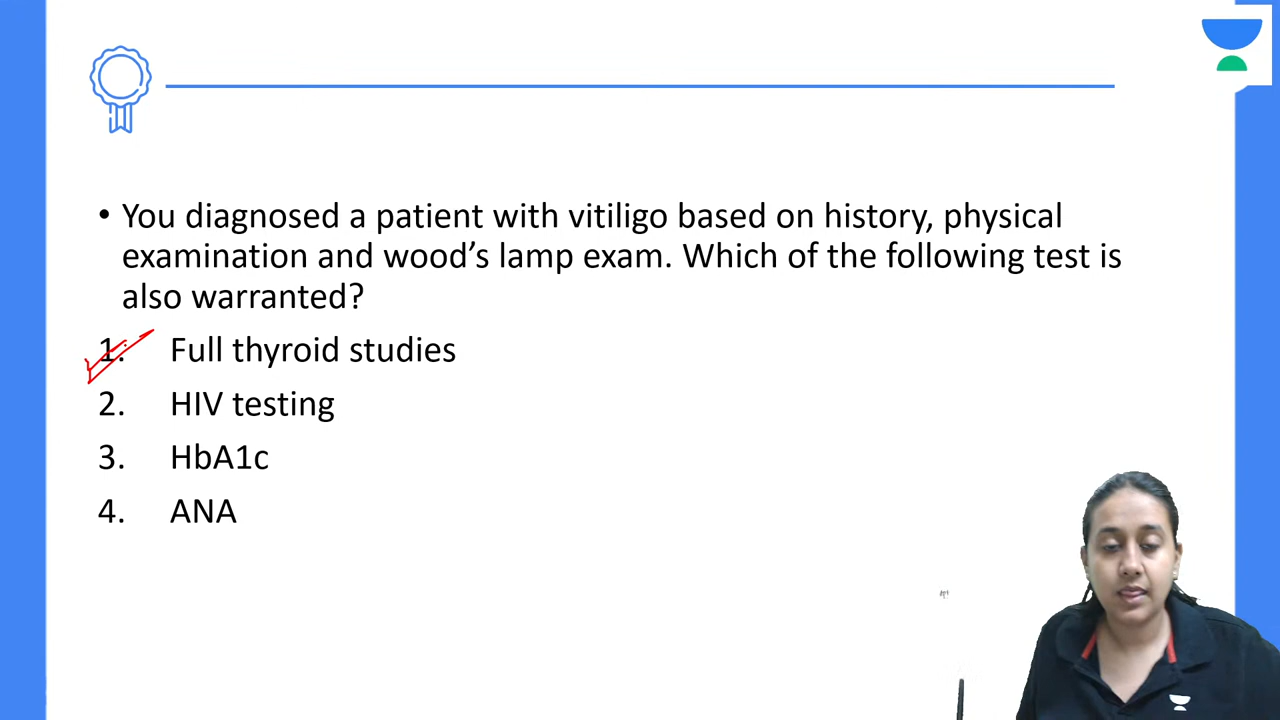 • You diagnosed a patient with vitiligo based on history, physical
examination and wood’s lamp exam. Which of the following test is
also warranted?
1. Full thyroid studies
2. HIV testing
3. HbA1c
4. ANA